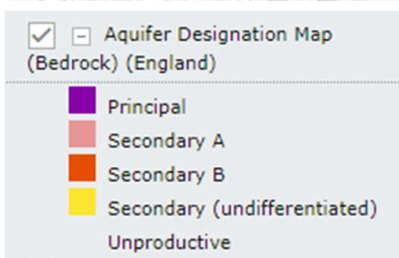 Aquifer Designation Map
(Bedrock) (England)
Principal
Secondary A
Secondary B
Secondary (undifferentiated)
Unproductive